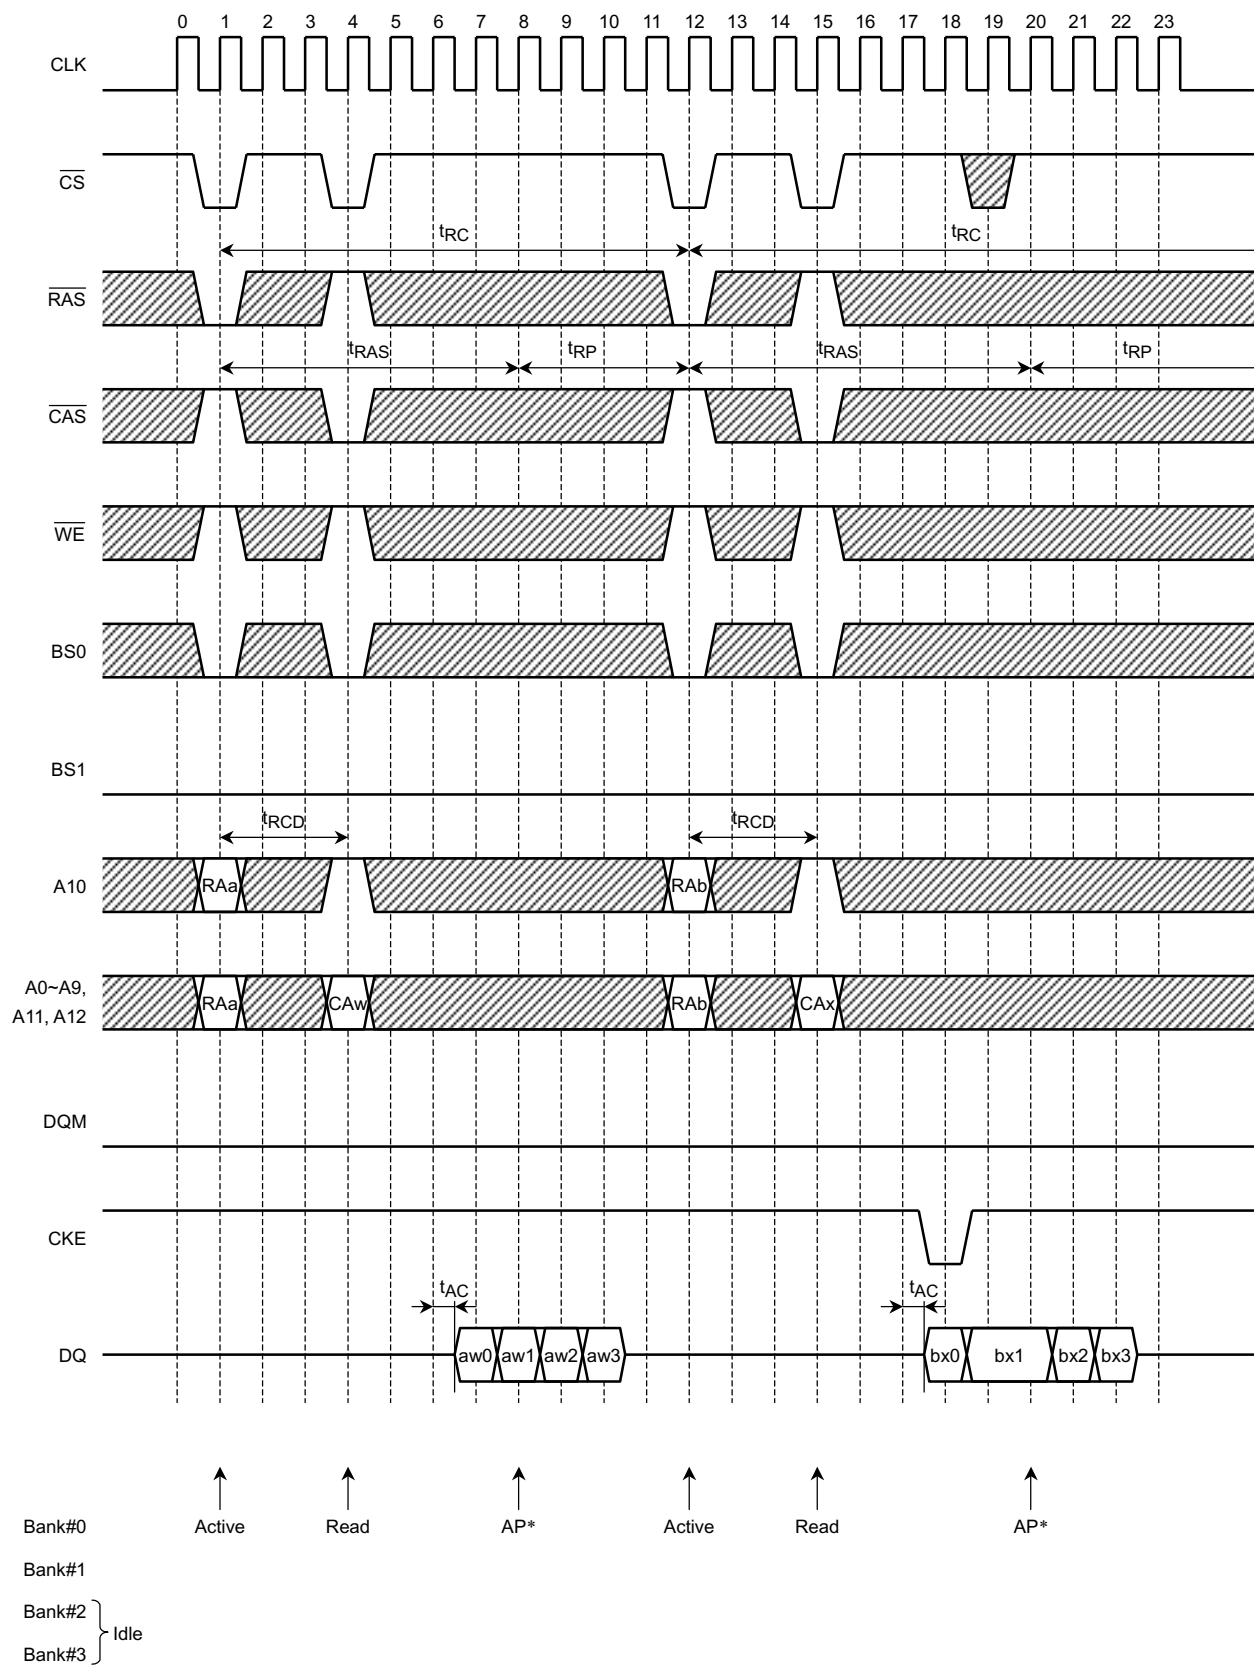 0 1 2 3 4 5 6 7 8 9 10 11 12 13 14 15 16 17 18 19 20 21 22 23
CLK
CS
tRC tRC
RAS
tRAS tRP tRAS tRP
CAS
WE
BS0
BS1
tRCD tRCD
A10 RAa RAb
A0~A9,
A11, A12
RAa CAw RAb CAx
DQM
CKE
tAC tAC
DQ aw0 aw1 aw2 aw3 bx0 bx1 bx2 bx3
Bank#0 Active Read AP* Active Read AP*
Bank#1
Bank#2
Idle
Bank#3